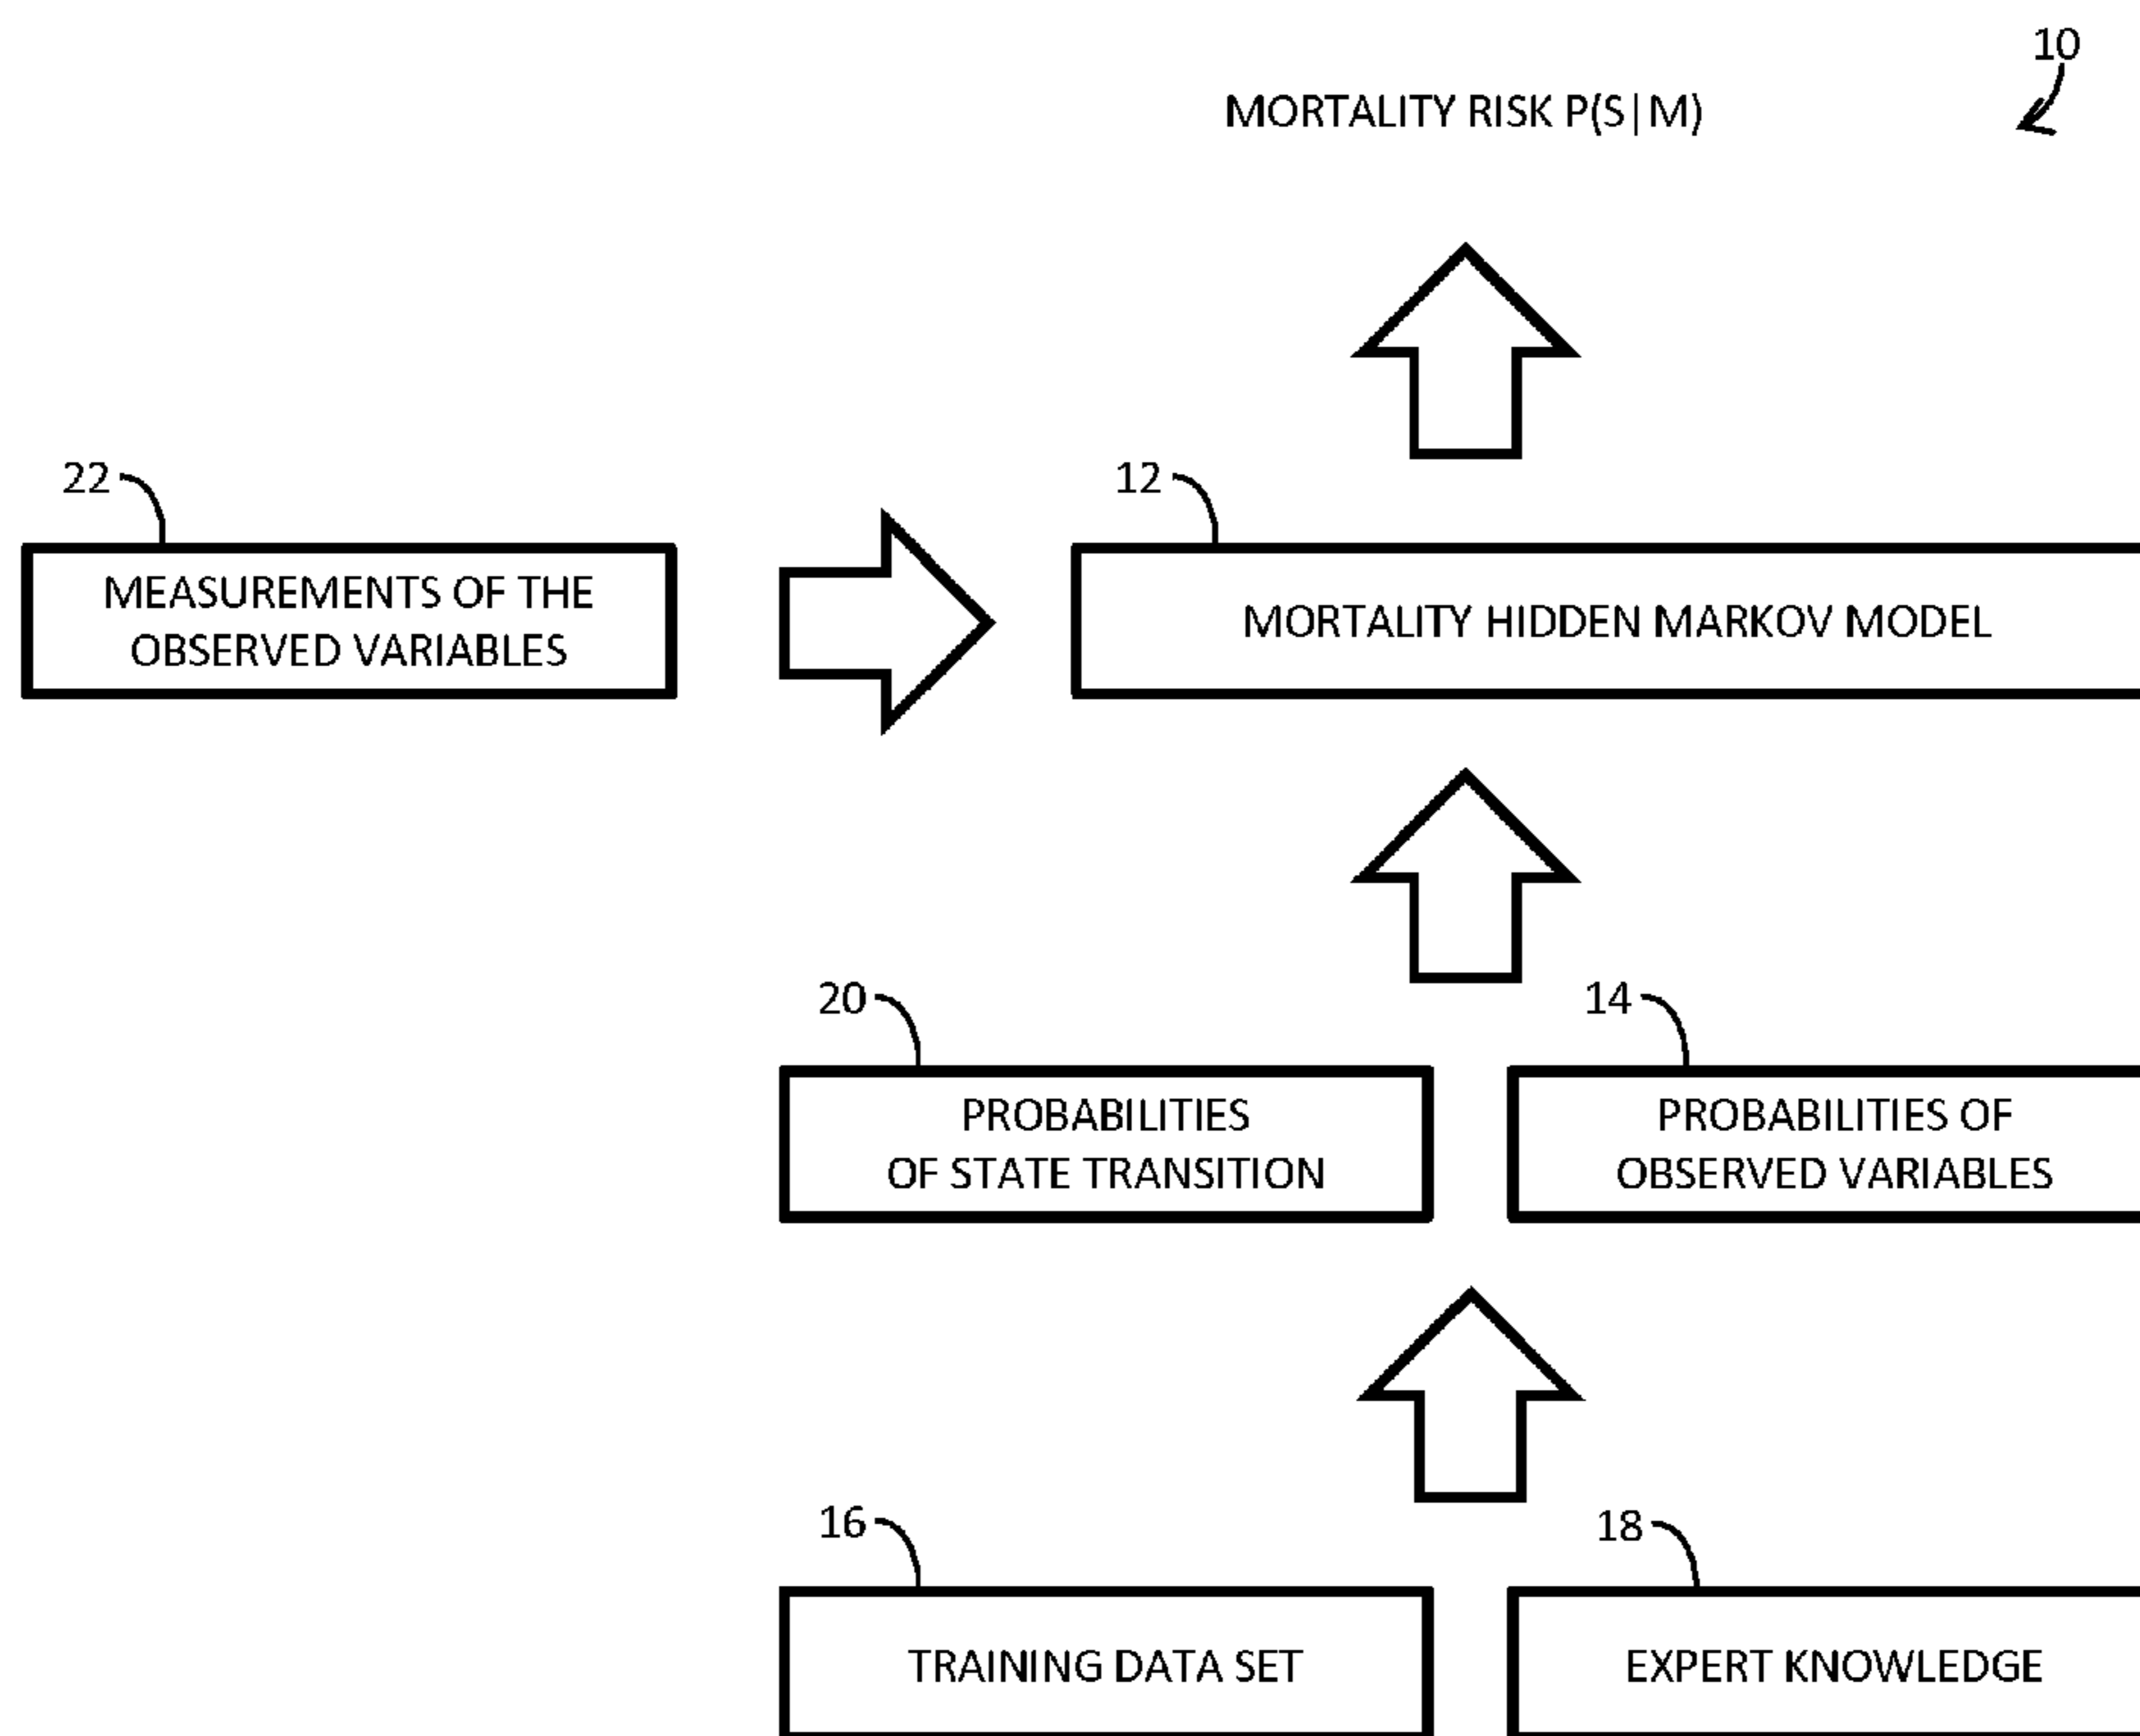 10
MORTALITY RISK P(S|M)
22
12
MEASUREMENTS OF THE
OBSERVED VARIABLES
MORTALITY HIDDEN MARKOV MODEL
20
14
PROBABILITIES
OF STATE TRANSITION
PROBABILITIES OF
OBSERVED VARIABLES
16
18
TRAINING DATA SET
EXPERT KNOWLEDGE